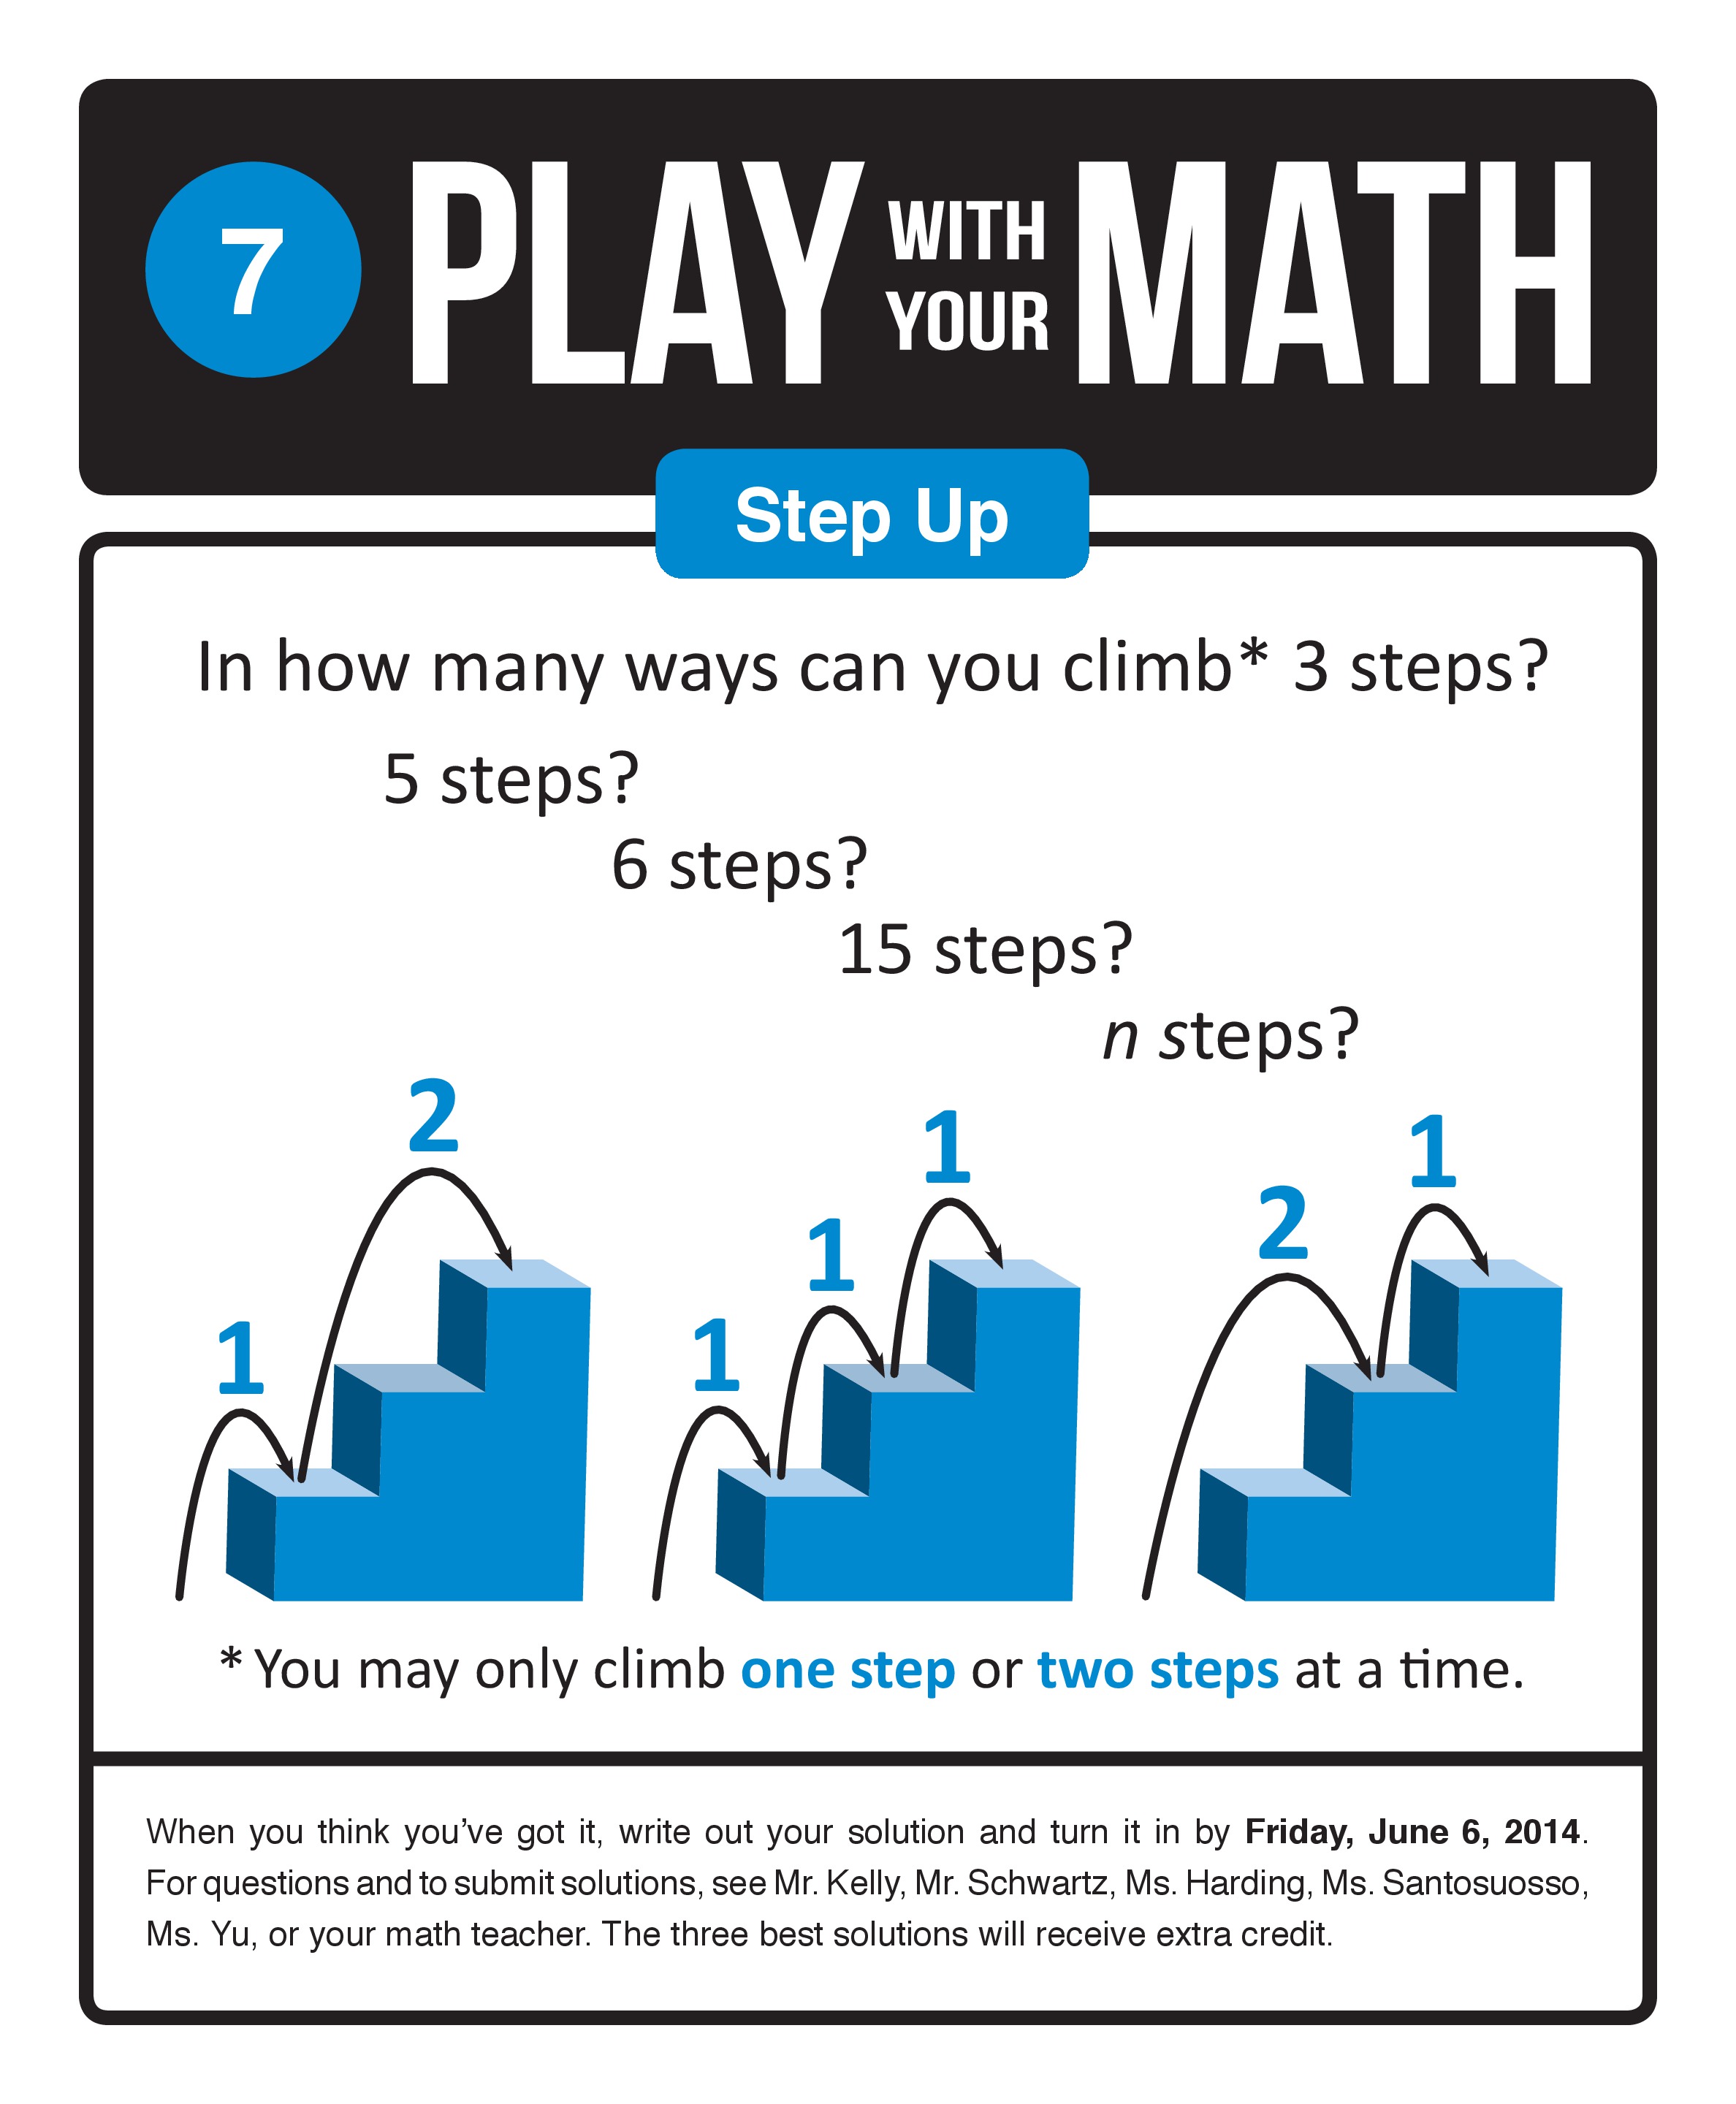 7
PLAY WITH YOUR MATH
Step Up
In how many ways can you climb* 3 steps?
5 steps?
6 steps?
15 steps?
n steps?
1 2
1 1 1
2 1
* You may only climb one step or two steps at a time.
When you think you’ve got it, write out your solution and turn it in by Friday, June 6, 2014.
For questions and to submit solutions, see Mr. Kelly, Mr. Schwartz, Ms. Harding, Ms. Santosuosso,
Ms. Yu, or your math teacher. The three best solutions will receive extra credit.